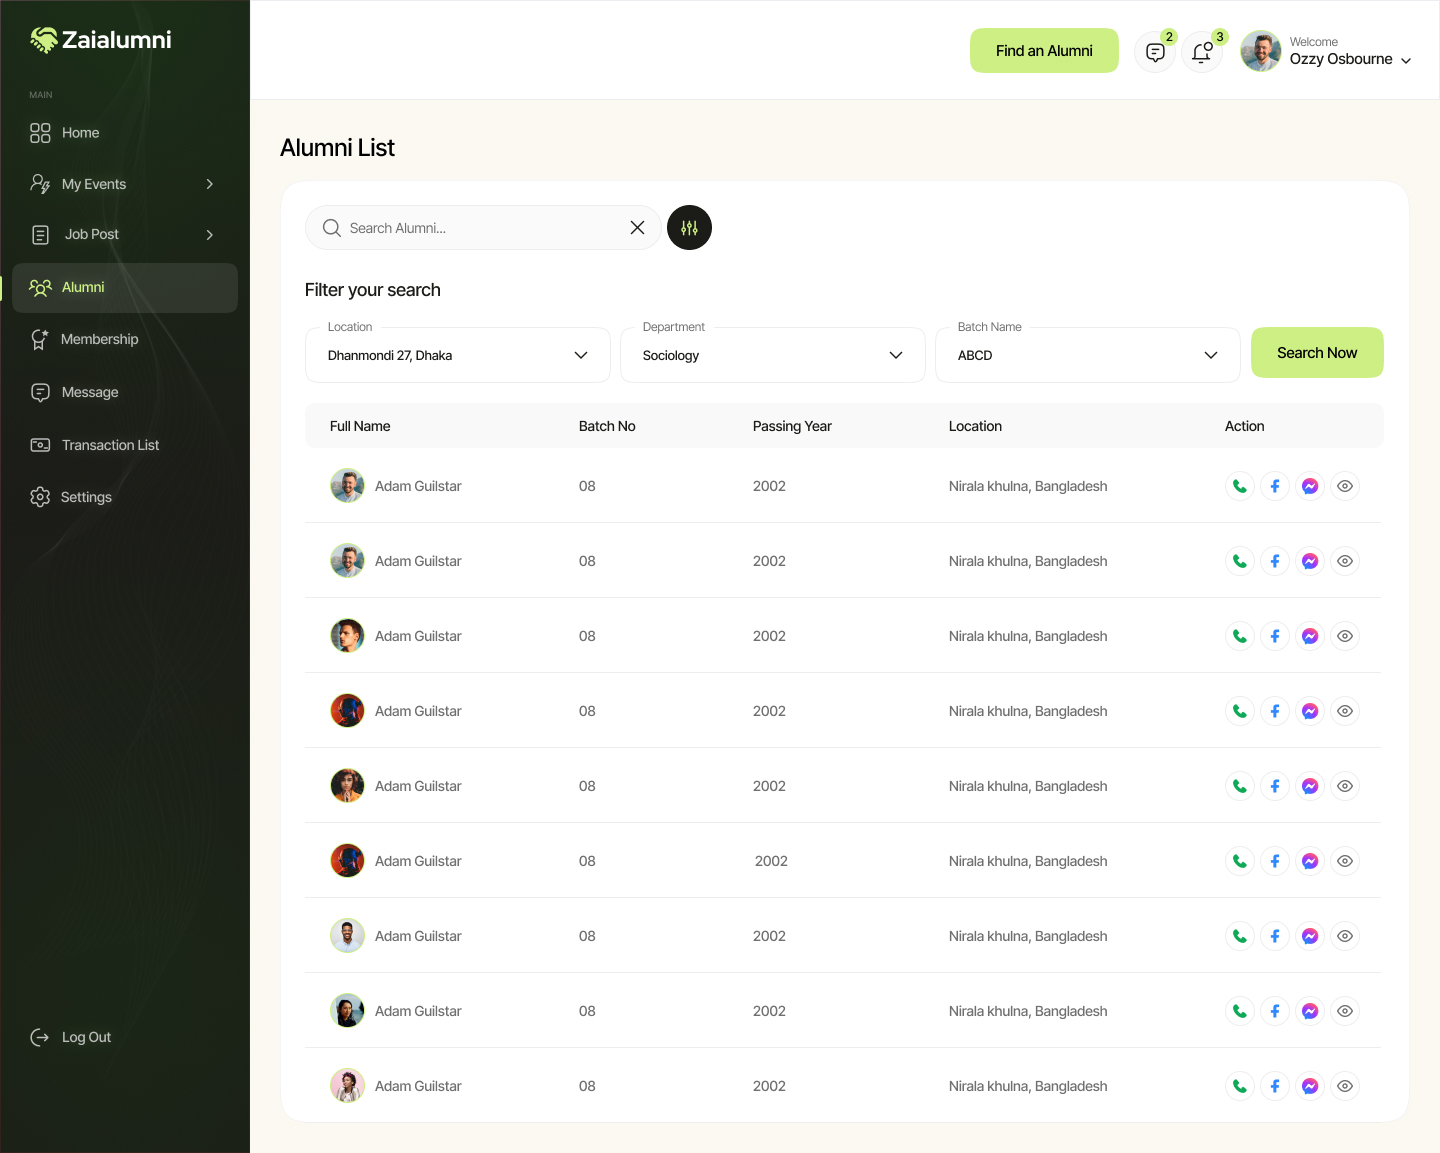 Zaialumni
Find an Alumni
2
3
Welcome
Ozzy Osbourne
MAIN
Home
My Events
Job Post
Alumni
Membership
Message
Transaction List
Settings
Log Out
Alumni List
Search Alumni...
Filter your search
Location
Dhanmondi 27, Dhaka
Department
Sociology
Batch Name
ABCD
Search Now
Full Name Batch No Passing Year Location Action
Adam Guilstar 08 2002 Nirala khulna, Bangladesh
Adam Guilstar 08 2002 Nirala khulna, Bangladesh
Adam Guilstar 08 2002 Nirala khulna, Bangladesh
Adam Guilstar 08 2002 Nirala khulna, Bangladesh
Adam Guilstar 08 2002 Nirala khulna, Bangladesh
Adam Guilstar 08 2002 Nirala khulna, Bangladesh
Adam Guilstar 08 2002 Nirala khulna, Bangladesh
Adam Guilstar 08 2002 Nirala khulna, Bangladesh
Adam Guilstar 08 2002 Nirala khulna, Bangladesh